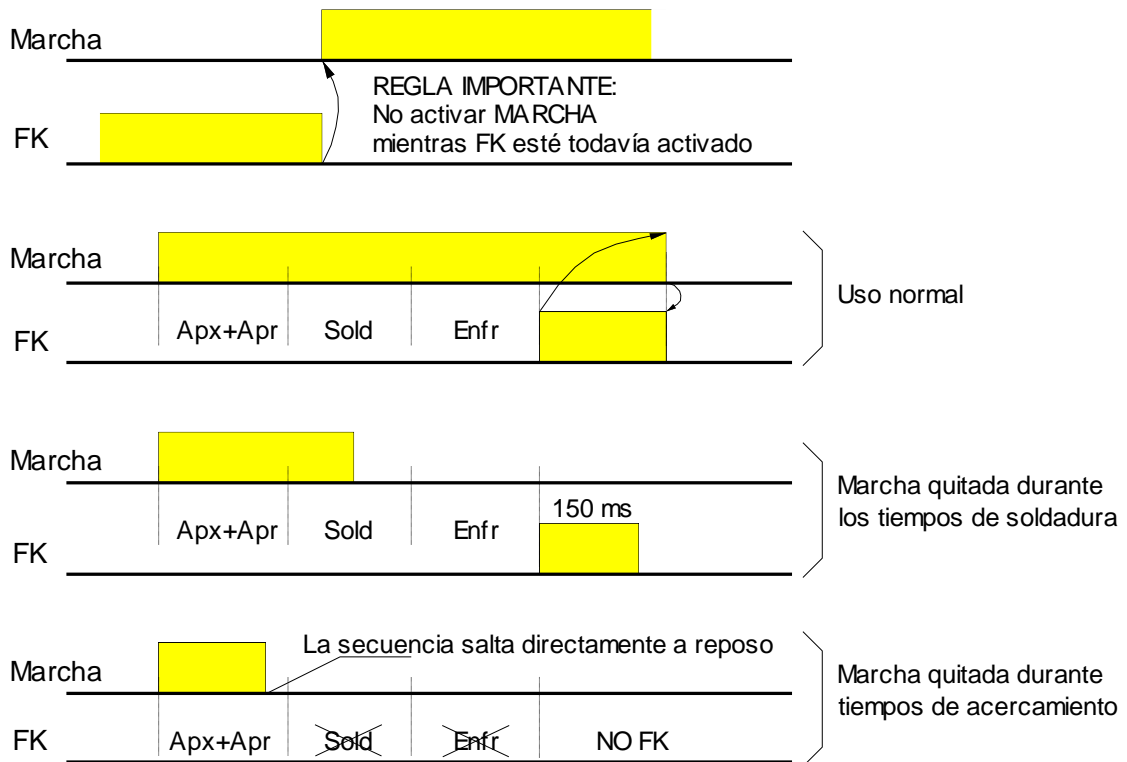 Marcha
REGLA IMPORTANTE:
No activar MARCHA
mientras FK esté todavía activado
FK
Marcha
Uso normal
Apx+Apr Sold Enfr
FK
Marcha
Marcha quitada durante
los tiempos de soldadura
150 ms
Apx+Apr Sold Enfr
FK
La secuencia salta directamente a reposo
Marcha
Marcha quitada durante
tiempos de acercamiento
FK Apx+Apr Sold Enfr NO FK